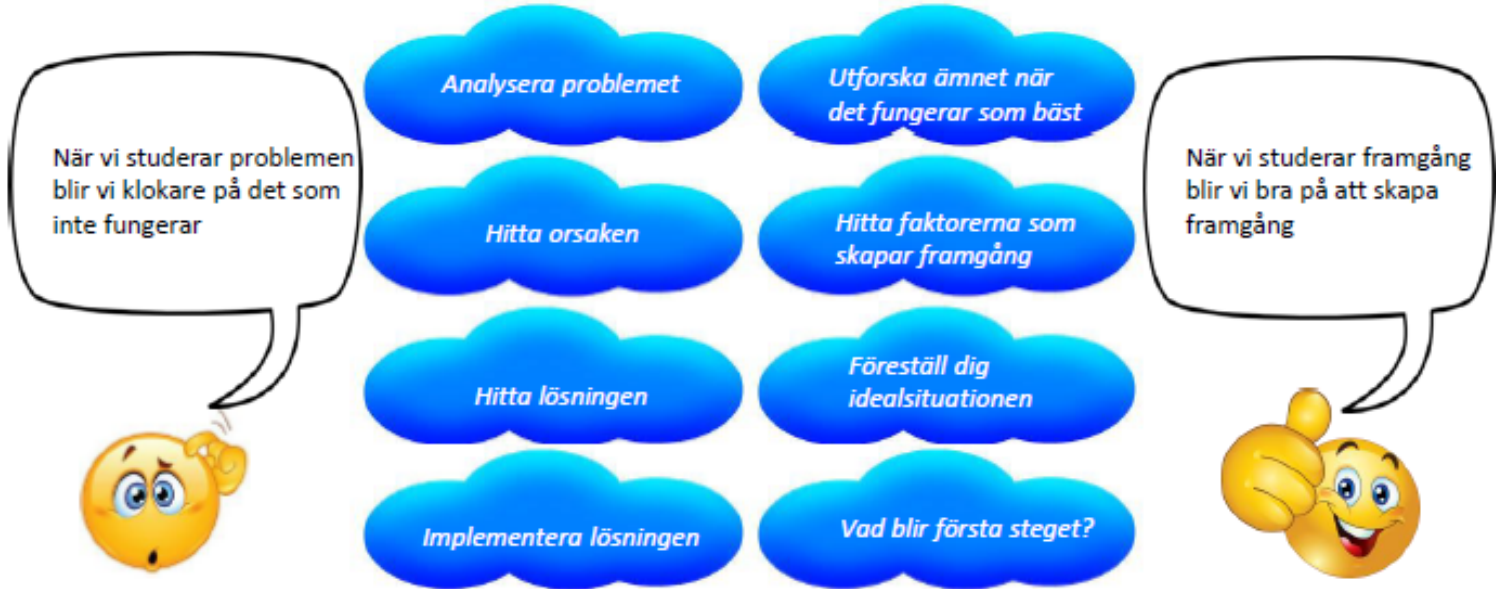 När vi studerar problemen
blir vi klokare på det som
inte fungerar
Analysera problemet
Hitta orsaken
Hitta lösningen
Implementera lösningen
Utforska ämnet när
det fungerar som bäst
Hitta faktorerna som
skapar framgång
Föreställ dig
idealsituationen
Vad blir första steget?
När vi studerar framgång
blir vi bra på att skapa
framgång